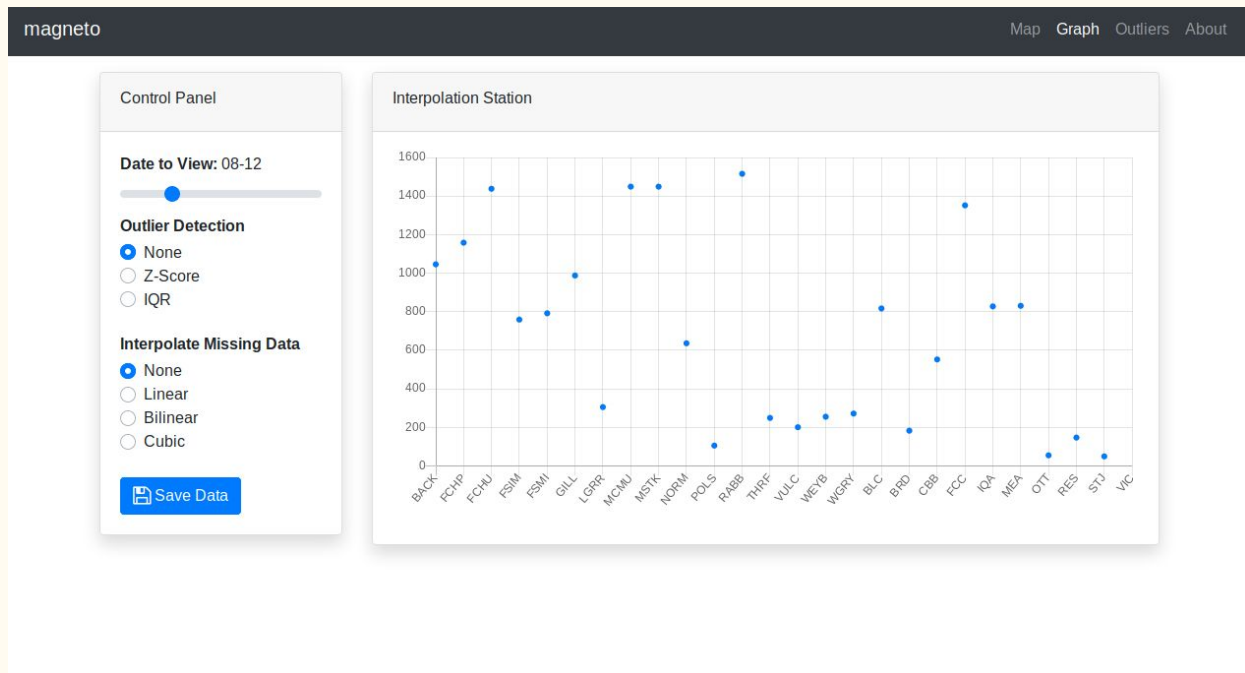 magneto
Map Graph Outliers About
Control Panel
Date to View: 08-12
Outlier Detection
None
Z-Score
IQR
Interpolate Missing Data
None
Linear
Bilinear
Cubic
Save Data
Interpolation Station
1600
1400
1200
1000
800
600
400
200
0
BACK FCHP FCHU FSIM FSMI GILL LGRR MCMU MSTK NORM POLS RABB THRF VULC WEYB WGRY BLC BRD CBB FCC IQA MEA OTT RES STJ VIC